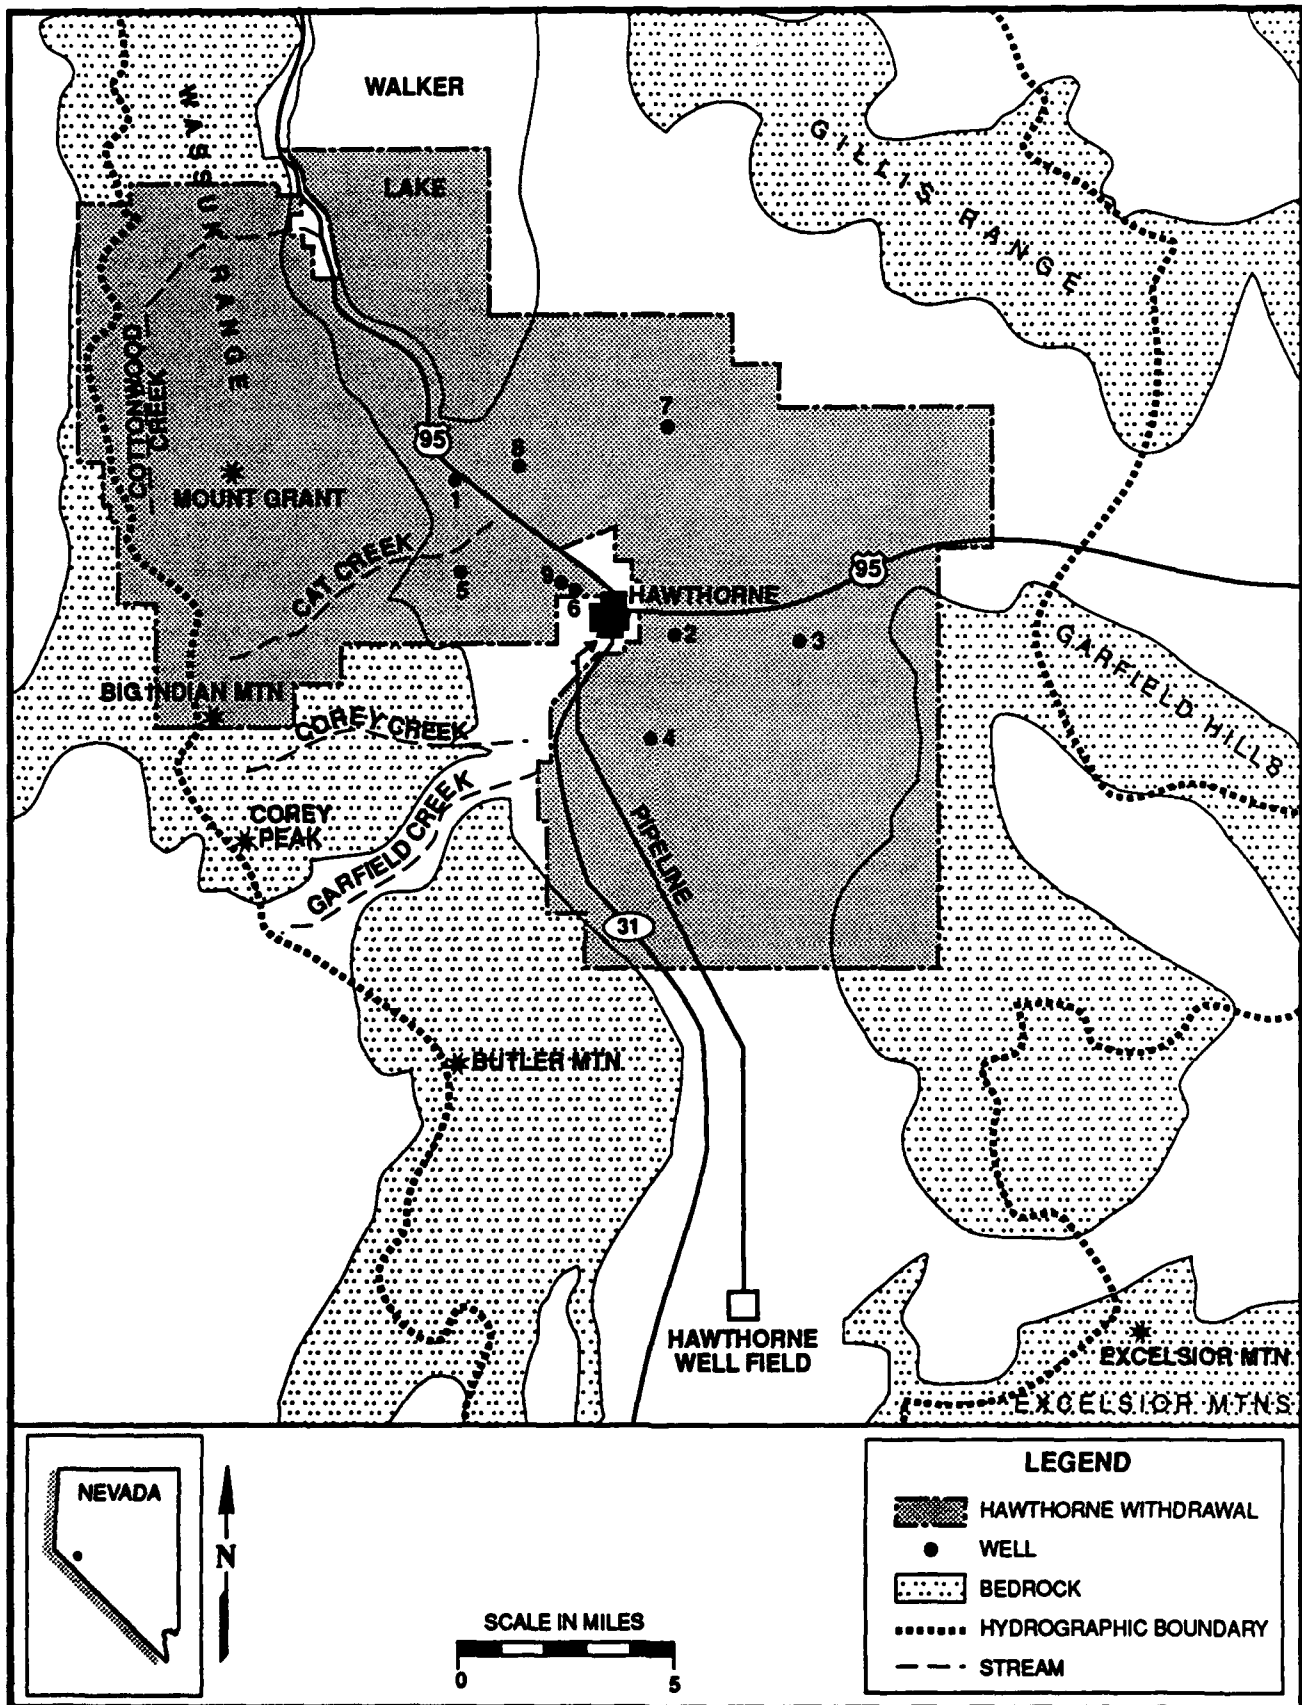 WALKER
LAKE
WASSUK RANGE
GILLIS RANGE
COTTONWOOD
CREEK
95
7
8
1
MOUNT GRANT
CAT CREEK
5
9
6
HAWTHORNE
95
2
3
GARFIELD HILLS
BIG INDIAN MTN
COREY CREEK
4
COREY
PEAK
GARFIELD CREEK
PIPELINE
31
BUTLER MTN
HAWTHORNE
WELL FIELD
EXCELSIOR MTN
EXCELSIOR MTNS
NEVADA
N
SCALE IN MILES
0 5
LEGEND
HAWTHORNE WITHDRAWAL
WELL
BEDROCK
HYDROGRAPHIC BOUNDARY
STREAM